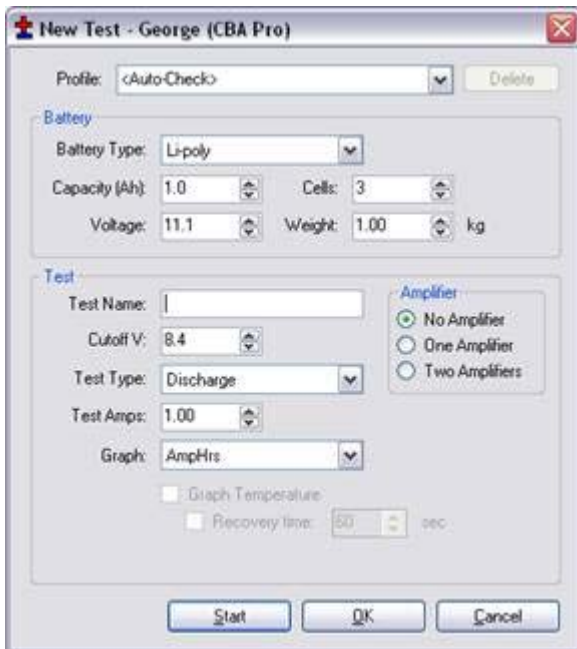 New Test - George (CBA Pro)
Profile: <Auto-Check> Delete
Battery
Battery Type: Li-poly
Capacity (Ah): 1.0 Cells: 3
Voltage: 11.1 Weight: 1.00 kg
Test
Amplifier
Test Name:
No Amplifier
Cutoff V: 8.4
One Amplifier
Test Type: Discharge
Two Amplifiers
Test Amps: 1.00
Graph: AmpHrs
Graph Temperature
Recovery time: 60 sec
Start OK Cancel